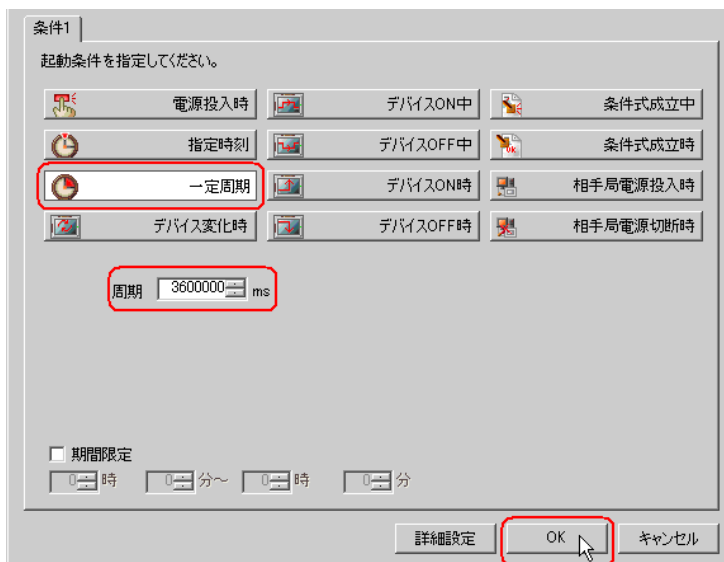 条件1
起動条件を指定してください。
電源投入時 デバイスON中 条件式成立中
指定時刻 デバイスOFF中 条件式成立時
一定周期 デバイスON時 相手局電源投入時
デバイス変化時 デバイスOFF時 相手局電源切断時
周期 3600000 ms
期間限定
0 時 0 分～ 0 時 0 分
詳細設定 OK キャンセル